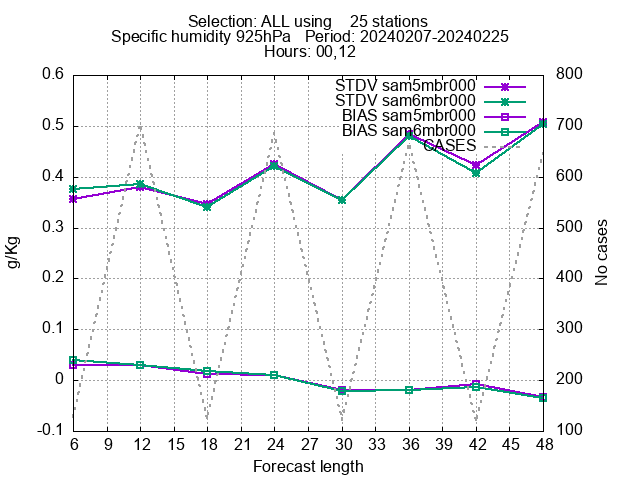 Selection: ALL using    25 stations
Specific humidity 925hPa   Period: 20240207-20240225
Hours: 00,12
STDV sam5mbr000
STDV sam6mbr000
BIAS sam5mbr000
BIAS sam6mbr000
CASES
g/Kg
0.6
0.5
0.4
0.3
0.2
0.1
0
-0.1
800
700
600
500
400
300
200
100
No cases
6 9 12 15 18 21 24 27 30 33 36 39 42 45 48
Forecast length